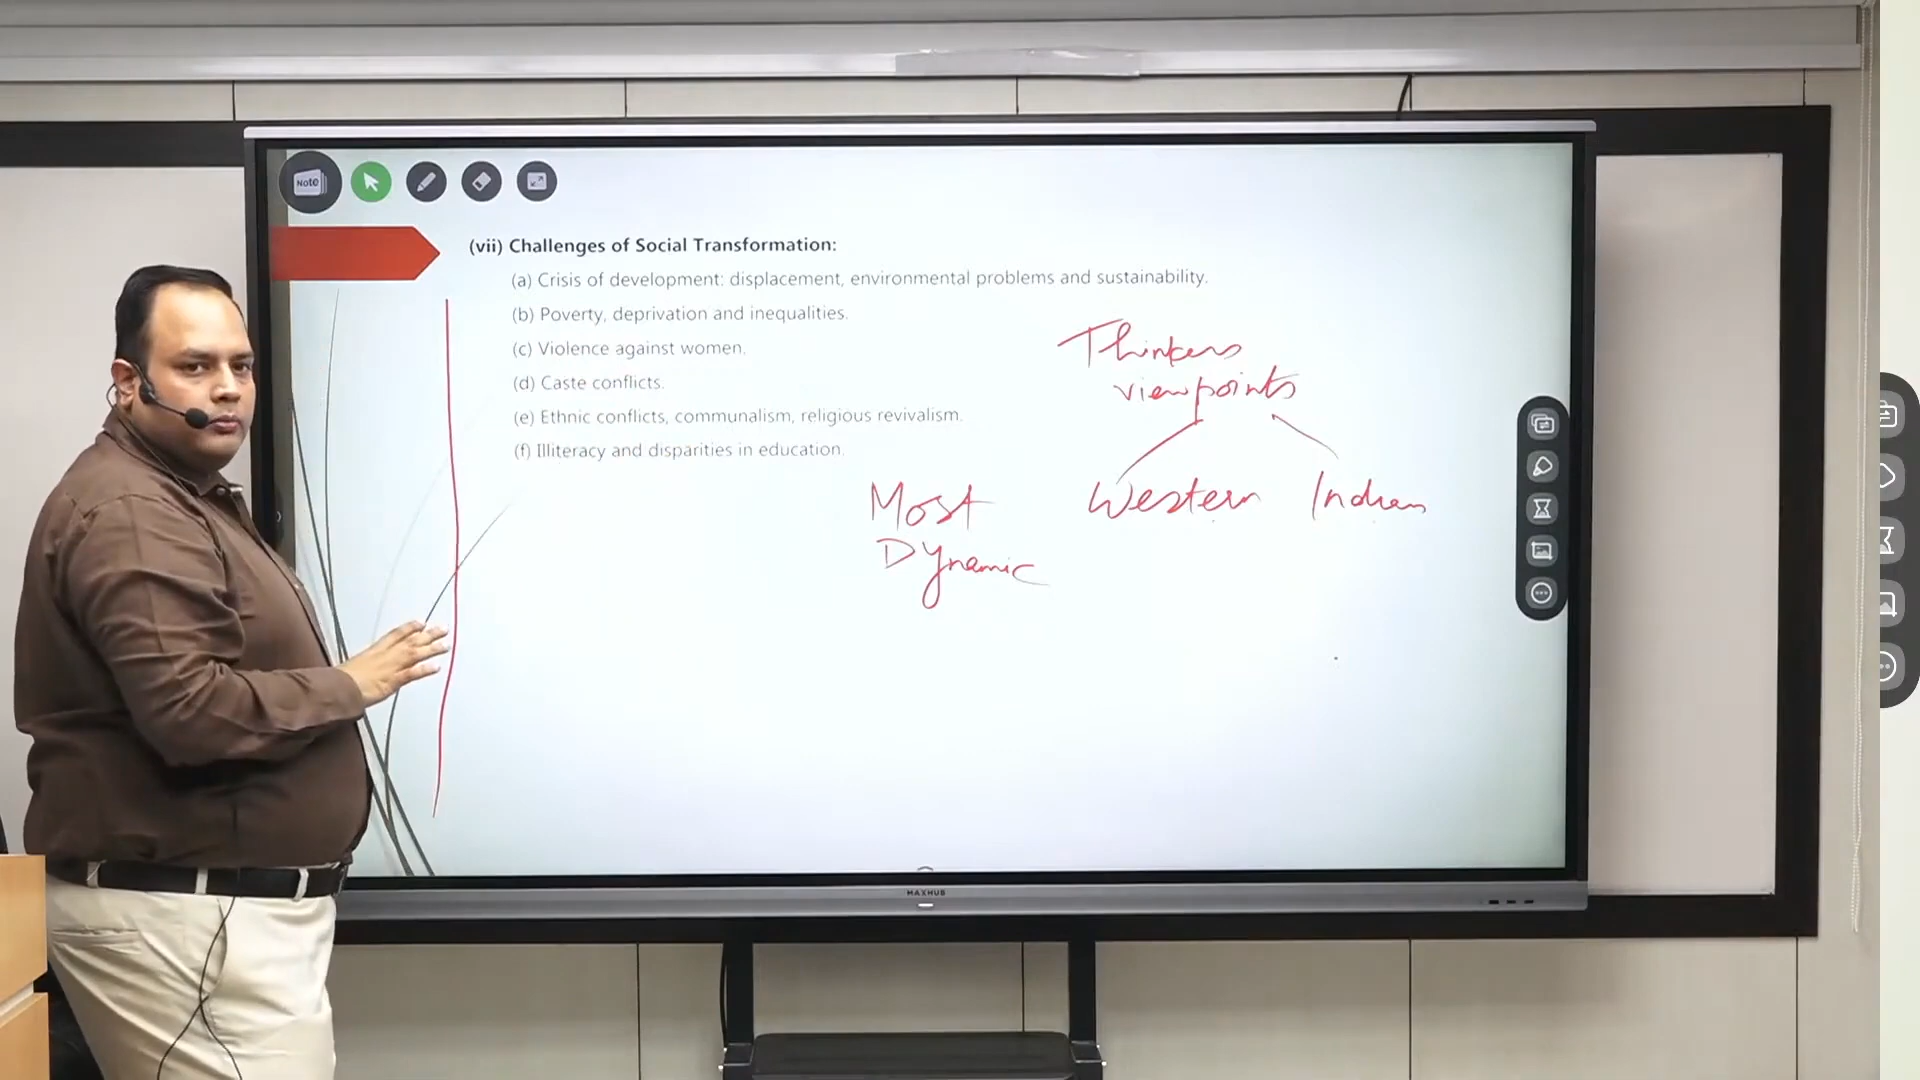 Note
(vii) Challenges of Social Transformation:
(a) Crisis of development: displacement, environmental problems and sustainability.
(b) Poverty, deprivation and inequalities.
(c) Violence against women.
(d) Caste conflicts.
(e) Ethnic conflicts, communalism, religious revivalism.
(f) Illiteracy and disparities in education.
Thinkers
viewpoints
Western Indian
Most
Dynamic
MAXHUB